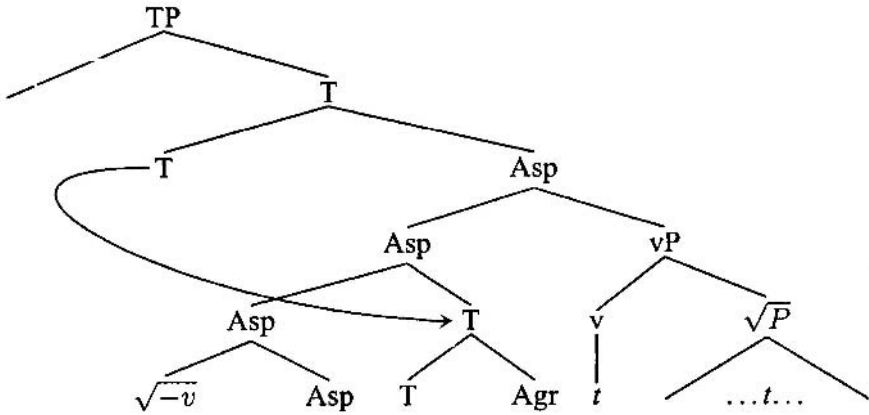 TP
T
T Asp
Asp vP
Asp T v √P
√-v Asp T Agr t ...t...